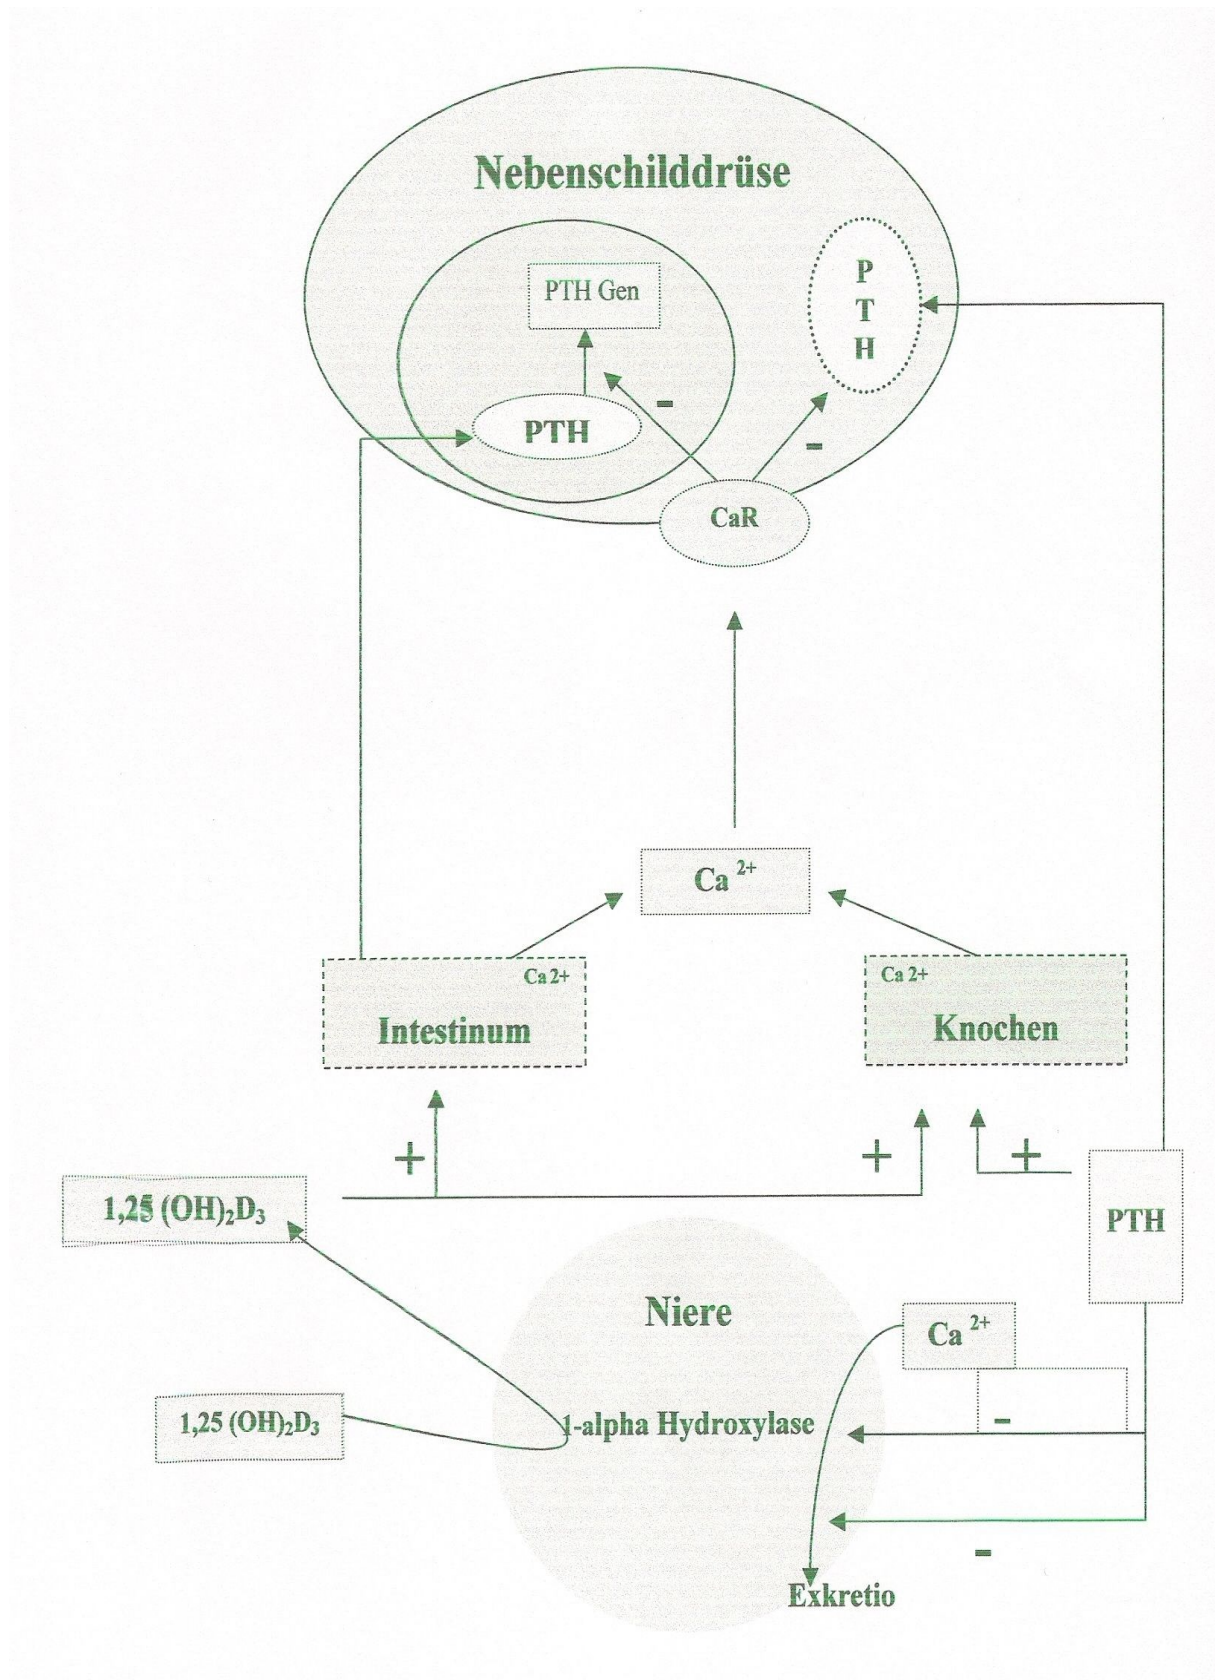 Nebenschilddrüse
PTH Gen
P
T
H
PTH
-
-
CaR
Ca 2+
Ca 2+
Intestinum
Ca 2+
Knochen
+
+
+
1,25 (OH)₂D₃
PTH
Niere
Ca 2+
1,25 (OH)₂D₃
1-alpha Hydroxylase
-
-
Exkretio